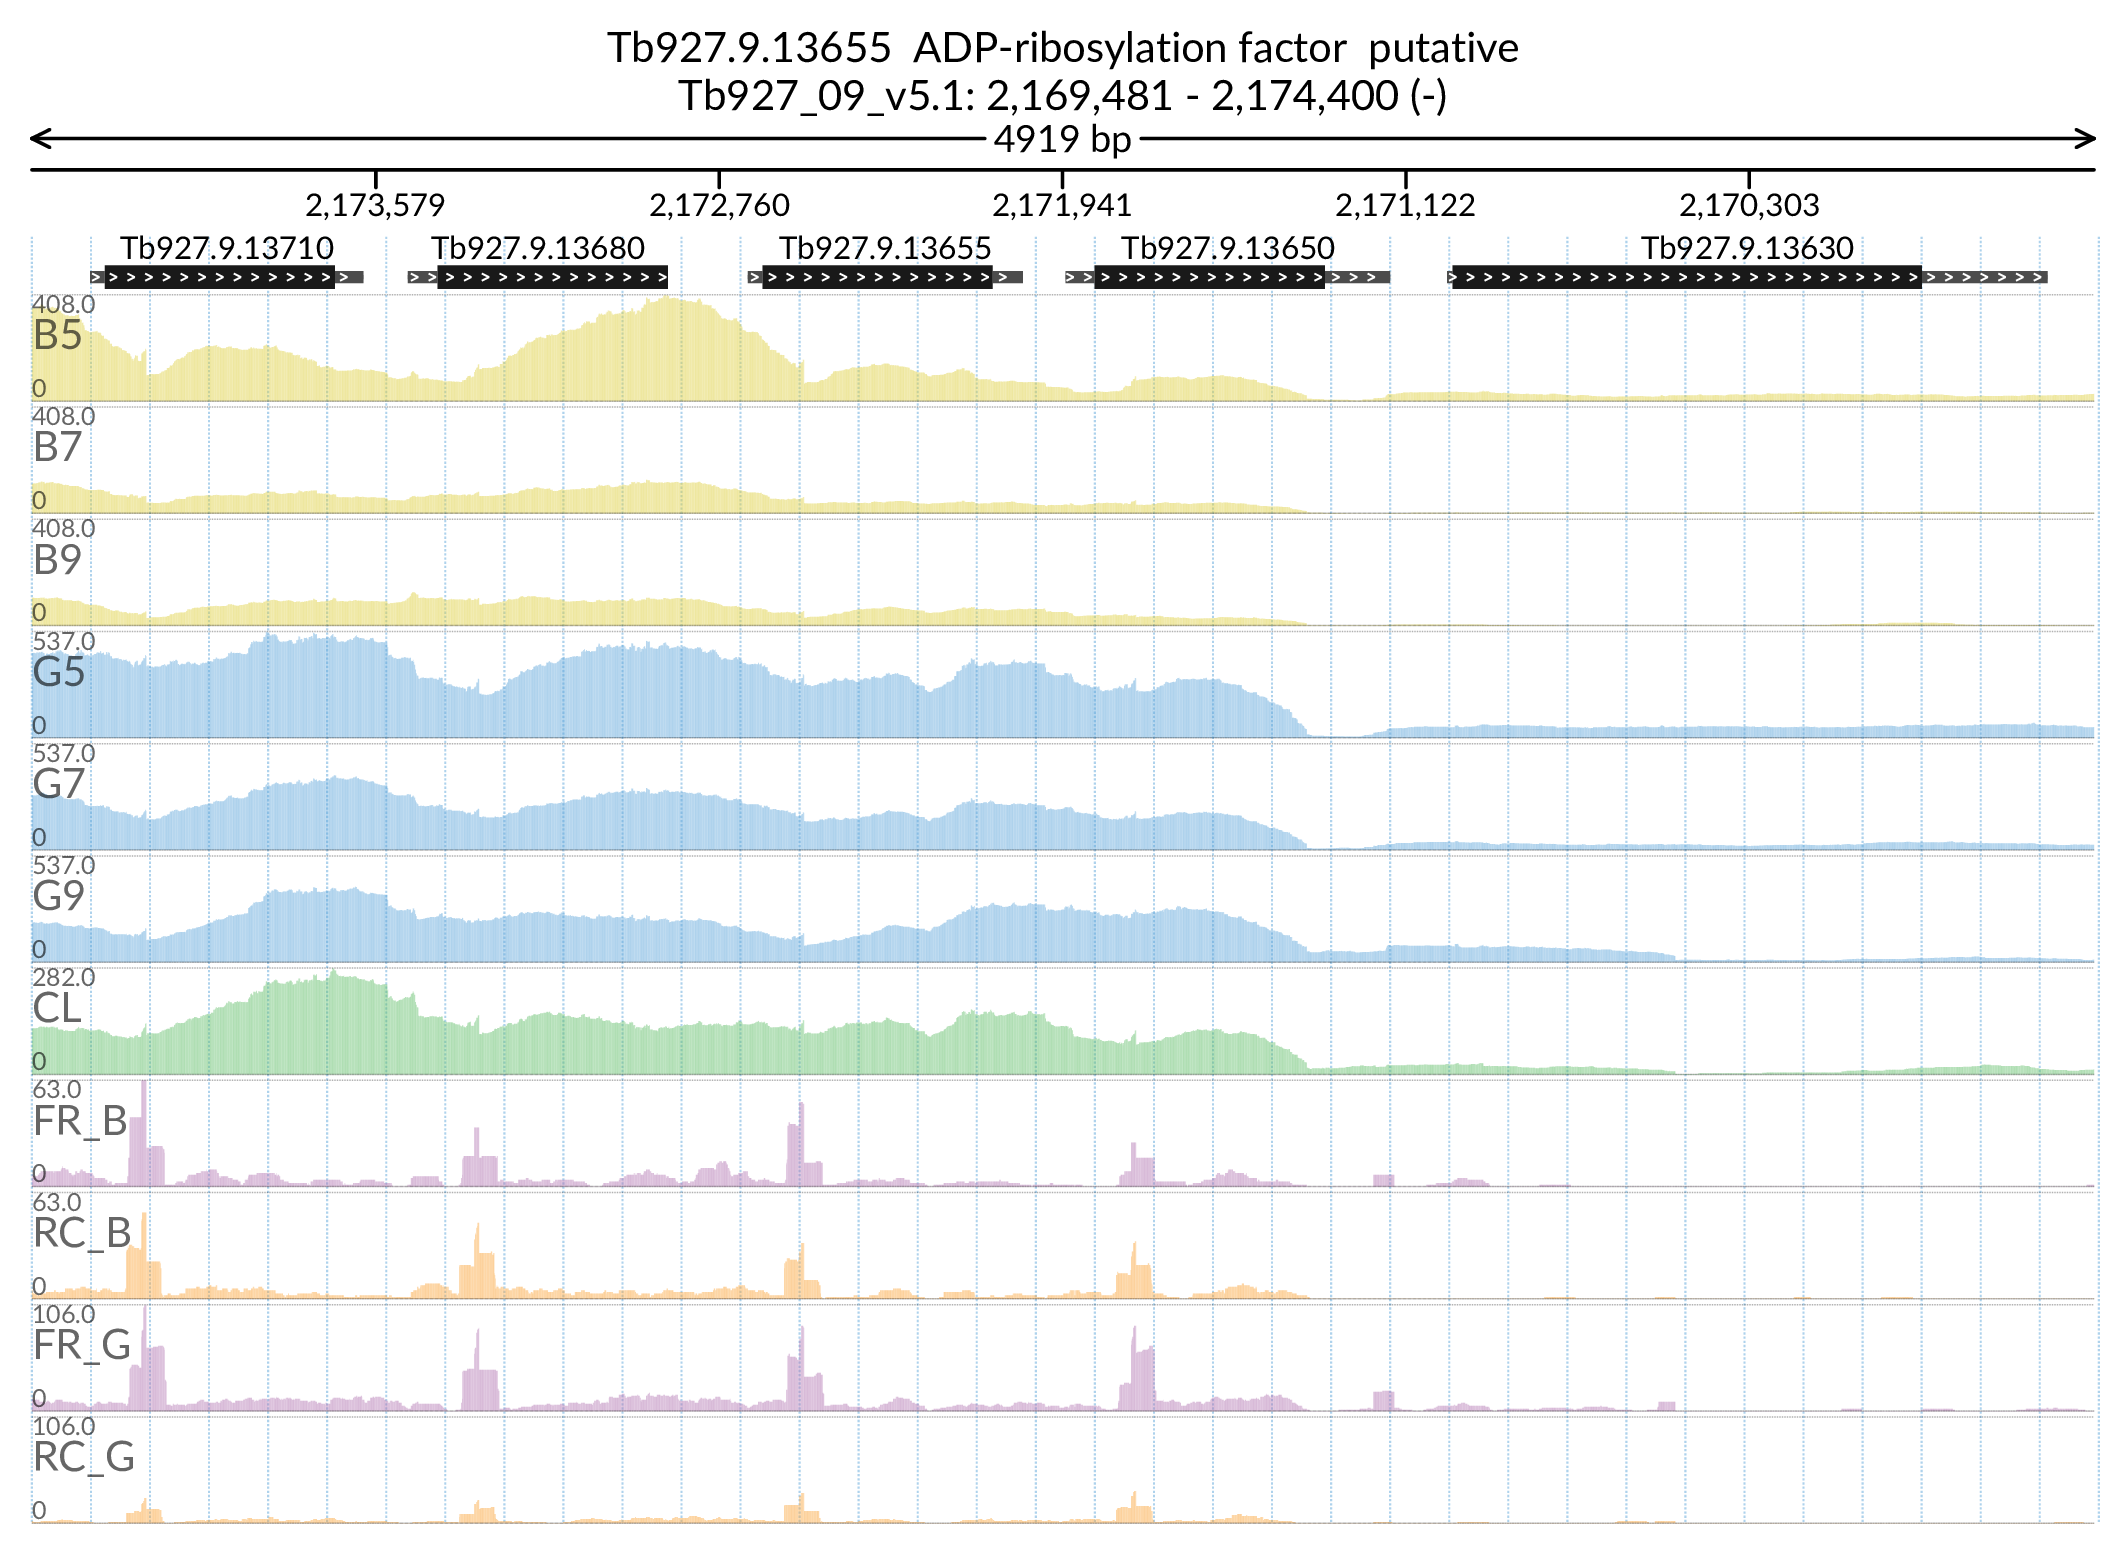 Tb927.9.13655  ADP-ribosylation factor  putative
Tb927_09_v5.1: 2,169,481 - 2,174,400 (-)
4919 bp
2,173,579 2,172,760 2,171,941 2,171,122 2,170,303
Tb927.9.13710 Tb927.9.13680 Tb927.9.13655 Tb927.9.13650 Tb927.9.13630
408.0
B5
0
408.0
B7
0
408.0
B9
0
537.0
G5
0
537.0
G7
0
537.0
G9
0
282.0
CL
0
63.0
FR_B
0
63.0
RC_B
0
106.0
FR_G
0
106.0
RC_G
0